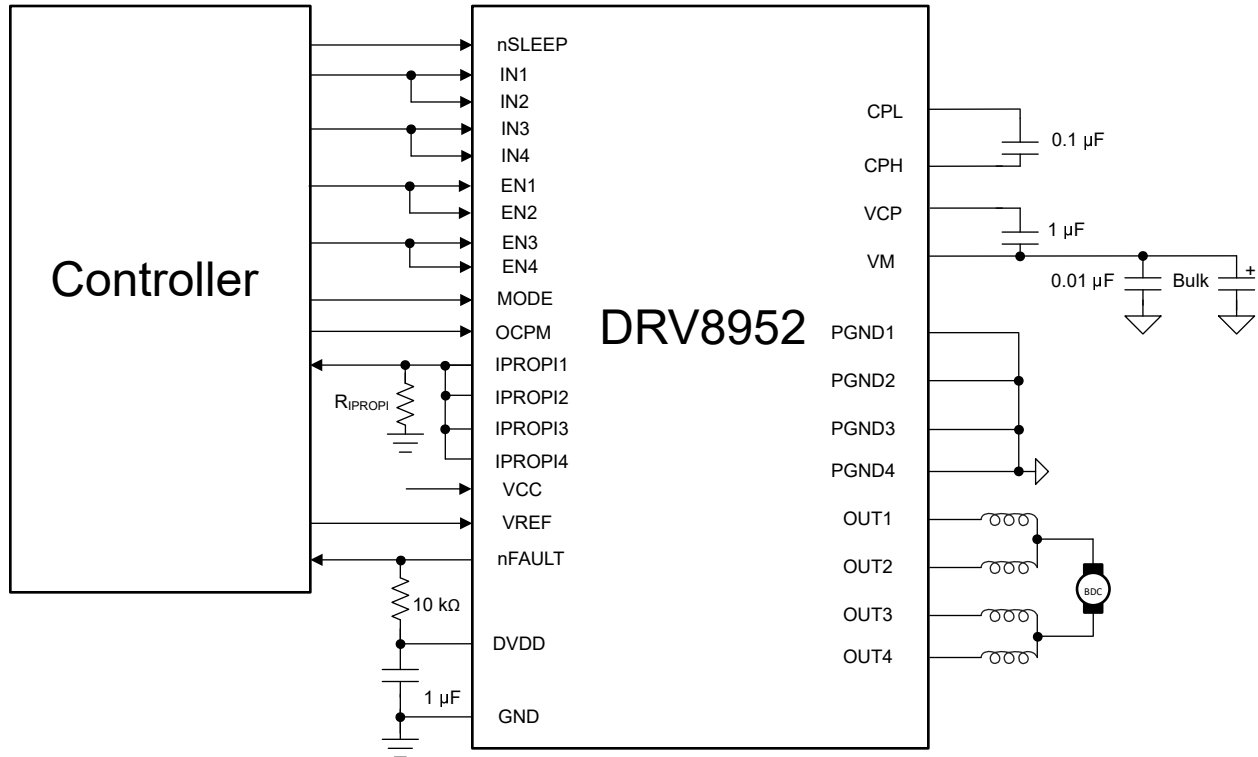 Controller
DRV8952
nSLEEP
IN1
IN2
IN3
IN4
EN1
EN2
EN3
EN4
MODE
OCPM
IPROPI1
IPROPI2
IPROPI3
IPROPI4
VCC
VREF
nFAULT
DVDD
GND
RIPROPI
10 kΩ
1 µF
CPL
CPH
VCP
VM
PGND1
PGND2
PGND3
PGND4
OUT1
OUT2
OUT3
OUT4
0.1 µF
1 µF
0.01 µF
Bulk
+
BDC